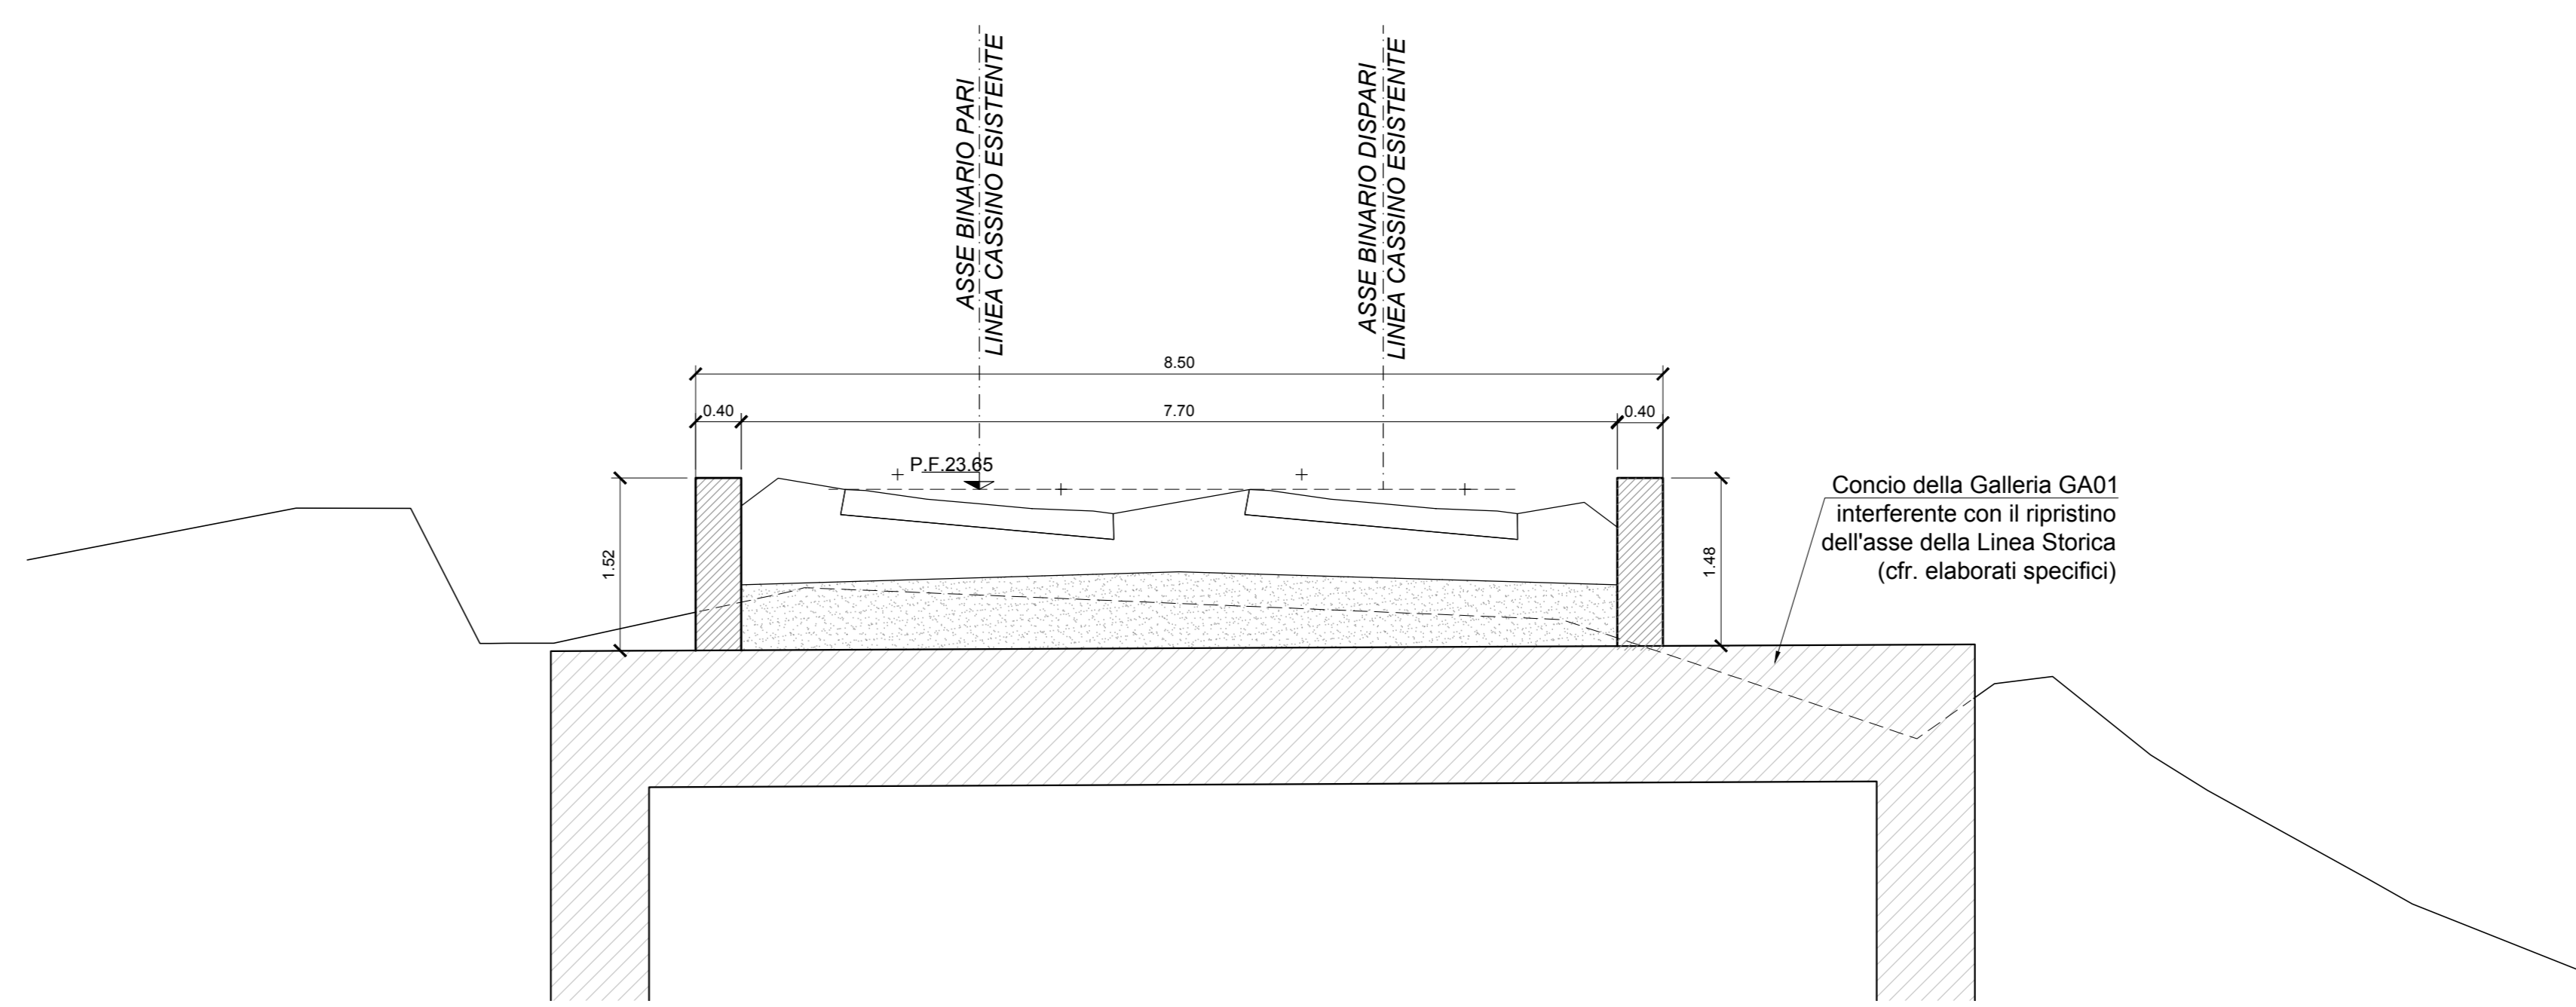 ASSE BINARIO PARI
LINEA CASSINO ESISTENTE
ASSE BINARIO DISPARI
LINEA CASSINO ESISTENTE
8.50
0.40
7.70
0.40
P.F.23.65
1.52
1.48
Concio della Galleria GA01
interferente con il ripristino
dell'asse della Linea Storica
(cfr. elaborati specifici)